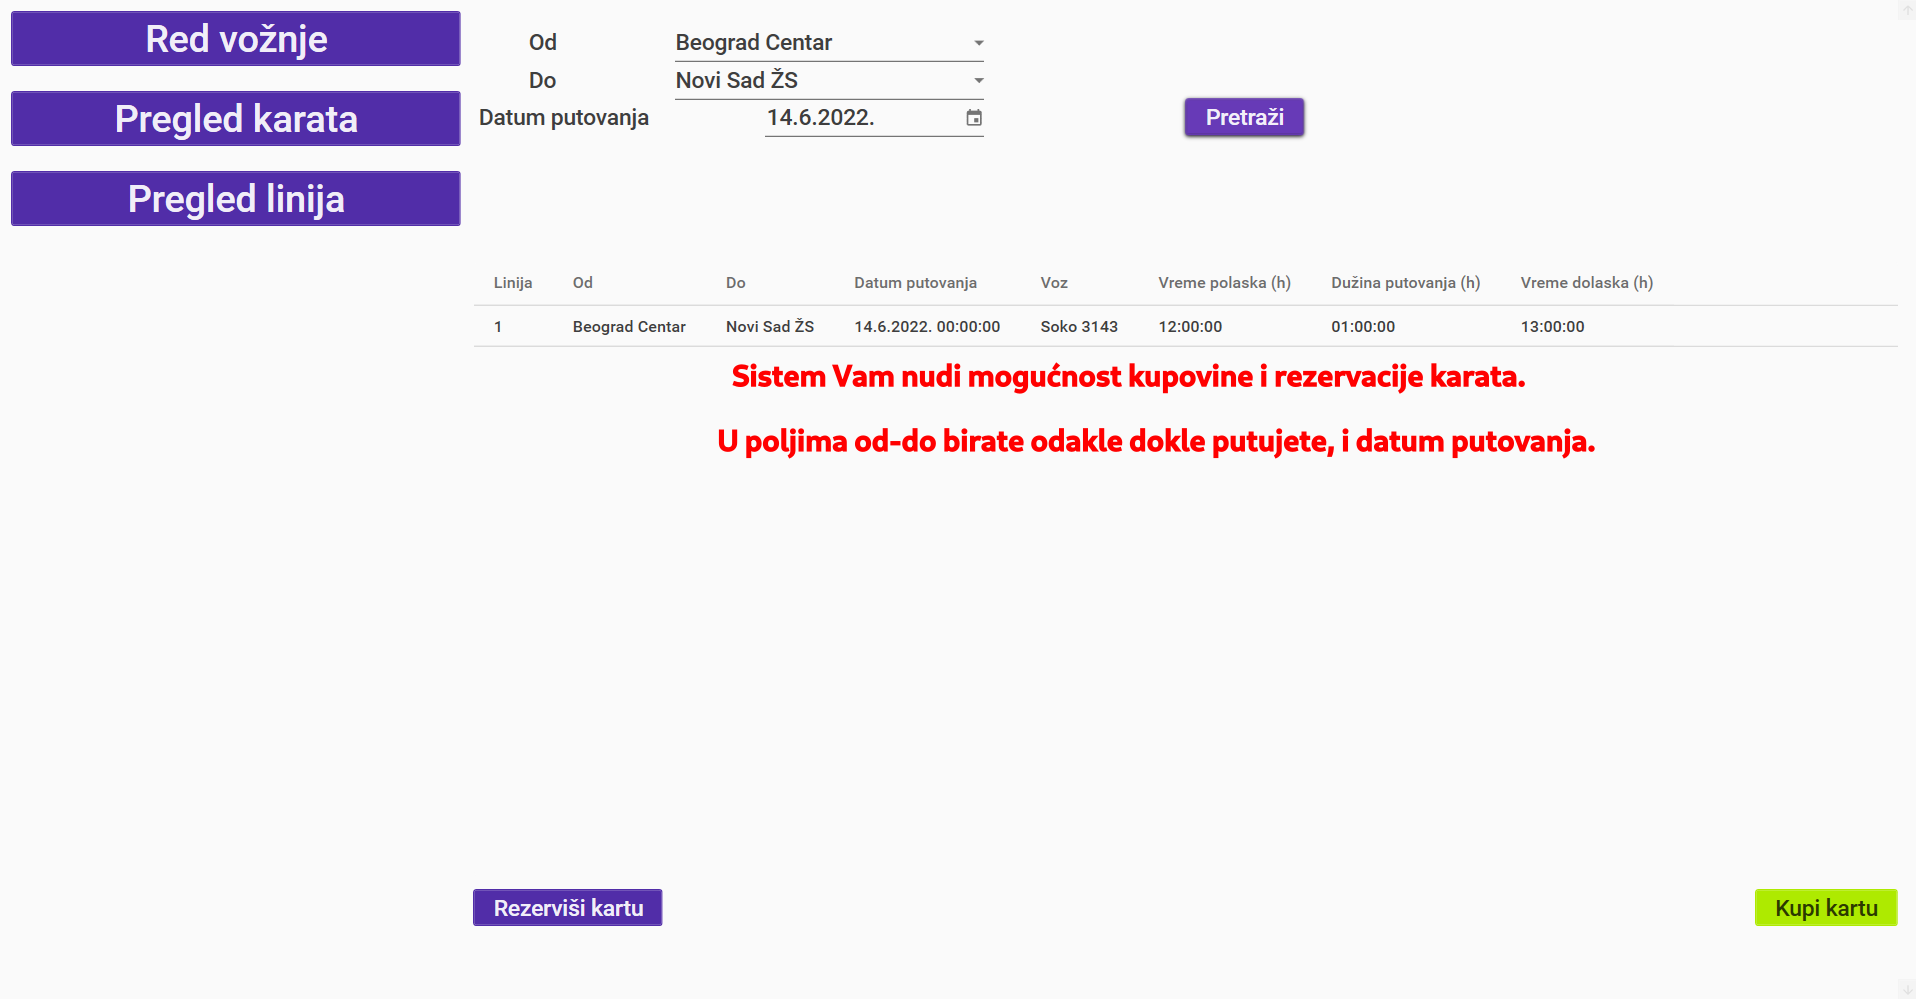 Red vožnje
Pregled karata
Pregled linija
Od Beograd Centar
Do Novi Sad ŽS
Datum putovanja 14.6.2022. Pretraži
Linija Od Do Datum putovanja Voz Vreme polaska (h) Dužina putovanja (h) Vreme dolaska (h)
1 Beograd Centar Novi Sad ŽS 14.6.2022. 00:00:00 Soko 3143 12:00:00 01:00:00 13:00:00
Sistem Vam nudi mogućnost kupovine i rezervacije karata.
U poljima od-do birate odakle dokle putujete, i datum putovanja.
Rezerviši kartu Kupi kartu